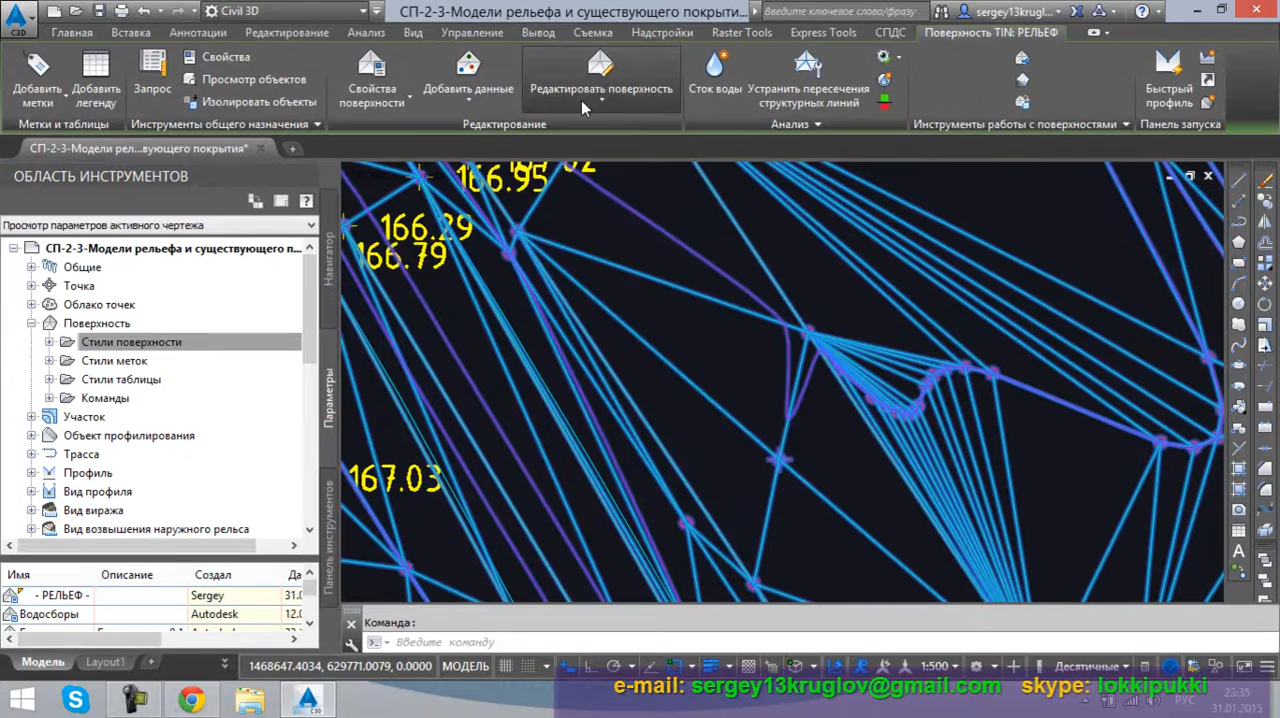 Civil 3D
СП-2-3-Модели рельефа и существующего покрыти...
Введите ключевое слово/фразу
sergey13kruglov...
C3D
Главная Вставка Аннотации Редактирование Анализ Вид Управление Вывод Съемка Надстройки Raster Tools Express Tools СПДС Поверхность TIN: РЕЛЬЕФ
Добавить метки
Добавить легенду
Запрос
Свойства
Просмотр объектов
Изолировать объекты
Свойства поверхности
Добавить данные
Редактировать поверхность
Сток воды
Устранить пересечения структурных линий
Быстрый профиль
Метки и таблицы Инструменты общего назначения Редактирование Анализ Инструменты работы с поверхностями Панель запуска
СП-2-3-Модели рел...вующего покрытия*
ОБЛАСТЬ ИНСТРУМЕНТОВ
Просмотр параметров активного чертежа
СП-2-3-Модели рельефа и существующего п...
Общие
Точка
Облако точек
Поверхность
Стили поверхности
Стили меток
Стили таблицы
Команды
Участок
Объект профилирования
Трасса
Профиль
Вид профиля
Вид виража
Вид возвышения наружного рельса
Навигатор
Параметры
Панель инструментов
166.95
166.29
166.79
167.03
Имя Описание Создал Да
- РЕЛЬЕФ - Sergey 31.0
Водосборы Autodesk 12.0
Команда:
Введите команду
Модель Layout1
1468647.4034, 629771.0079, 0.0000 МОДЕЛЬ 1:500 Десятичные
e-mail: sergey13kruglov@gmail.com skype: lokkipukki
РУС
23:35
31.01.2015